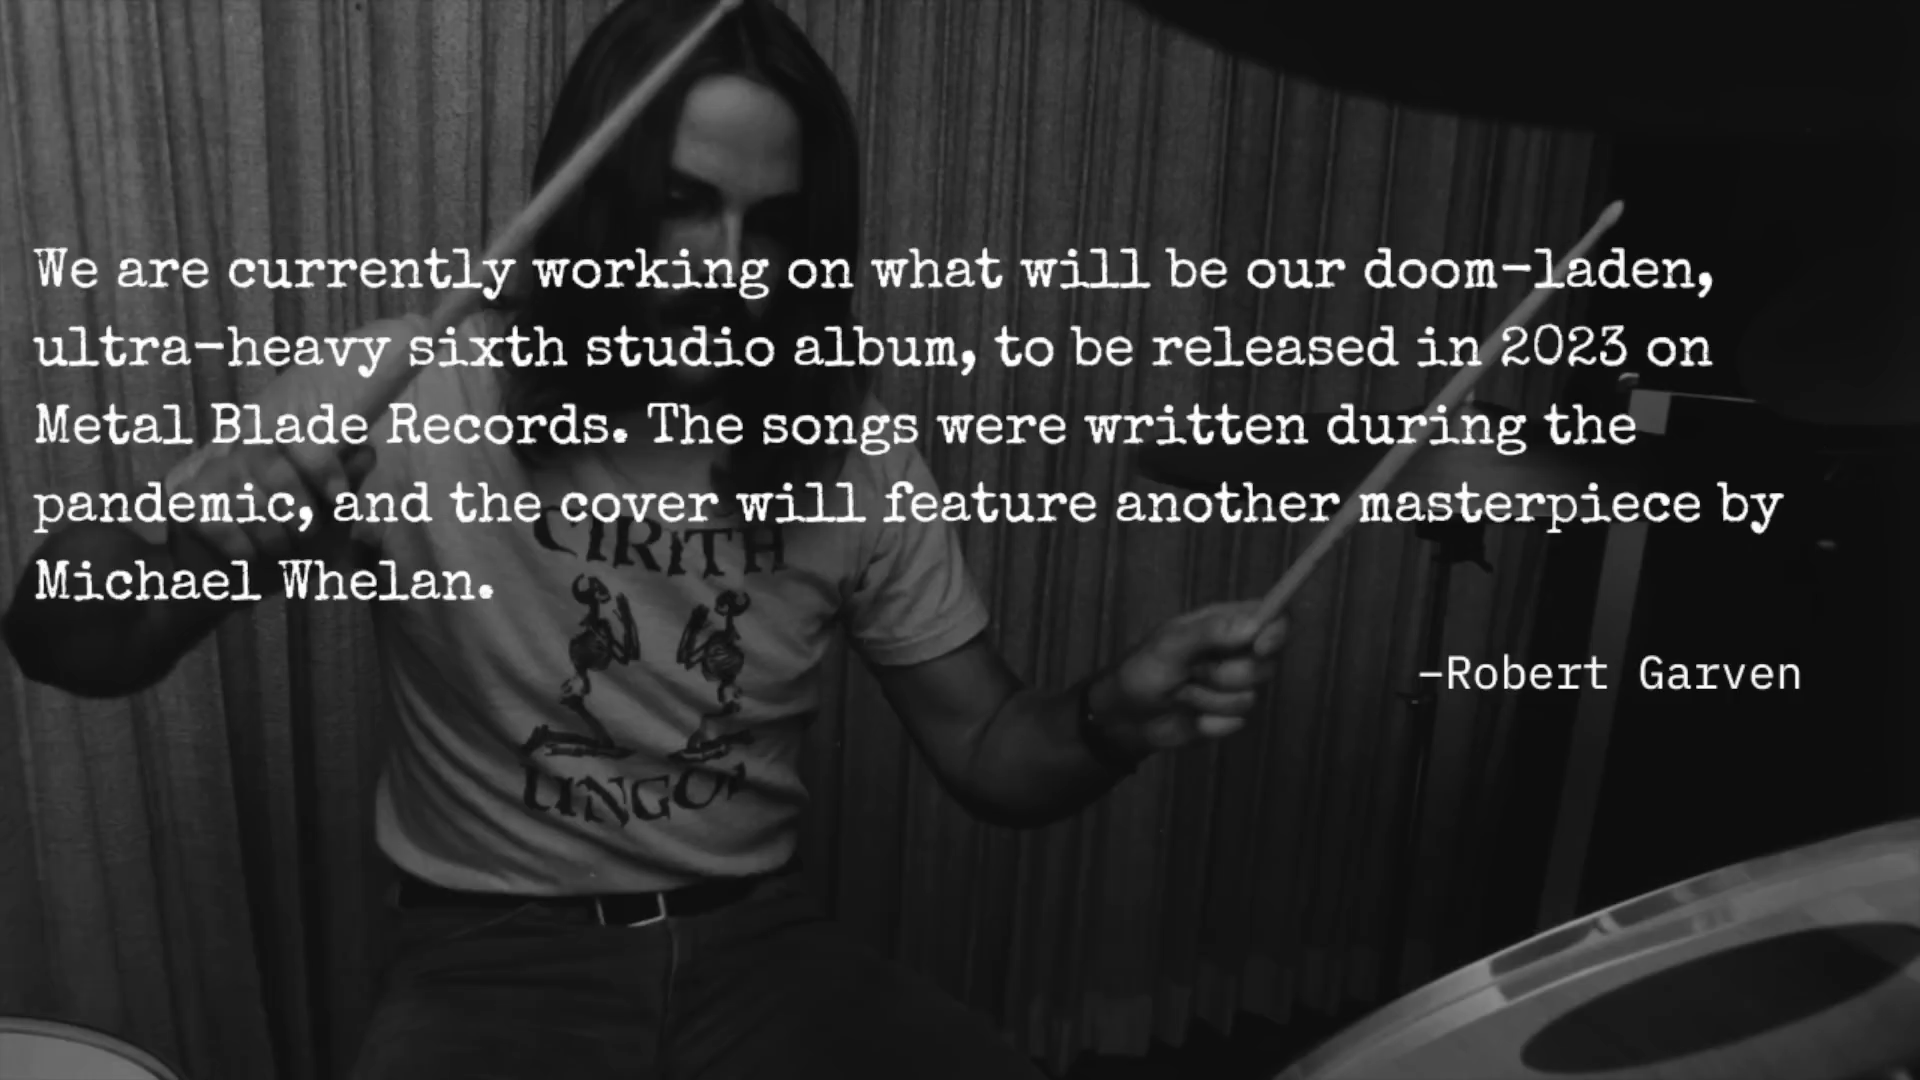 We are currently working on what will be our doom-laden,
ultra-heavy sixth studio album, to be released in 2023 on
Metal Blade Records. The songs were written during the
pandemic, and the cover will feature another masterpiece by
Michael Whelan.
-Robert Garven
CIRITH
UNGOL